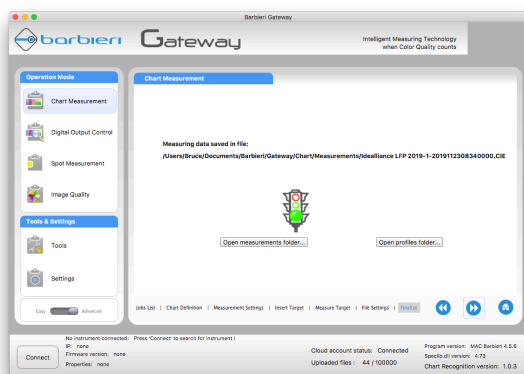 Barbieri Gateway
barbieri Gateway
Intelligent Measuring Technology
when Color Quality counts
Operation Mode
Chart Measurement
Digital Output Control
Spot Measurement
Image Quality
Tools & Settings
Tools
Settings
Easy Advanced
Chart Measurement
Measuring data saved in file:
/Users/Bruce/Documents/Barbieri/Gateway/Chart/Measurements/Idealliance LFP 2019-1-2019112308340000.CIE
Open measurements folder... Open profiles folder...
Jobs List | Chart Definition | Measurement Settings | Insert Target | Measure Target | File Settings | Finalize
Connect
No instrument connected: Press 'Connect' to search for instrument !
IP: none
Firmware version: none
Properties: none
Cloud account status: Connected
Uploaded files : 44 / 100000
Program version: MAC Barbieri 4.5.6
Speclib.dll version: 4.73
Chart Recognition version: 1.0.3